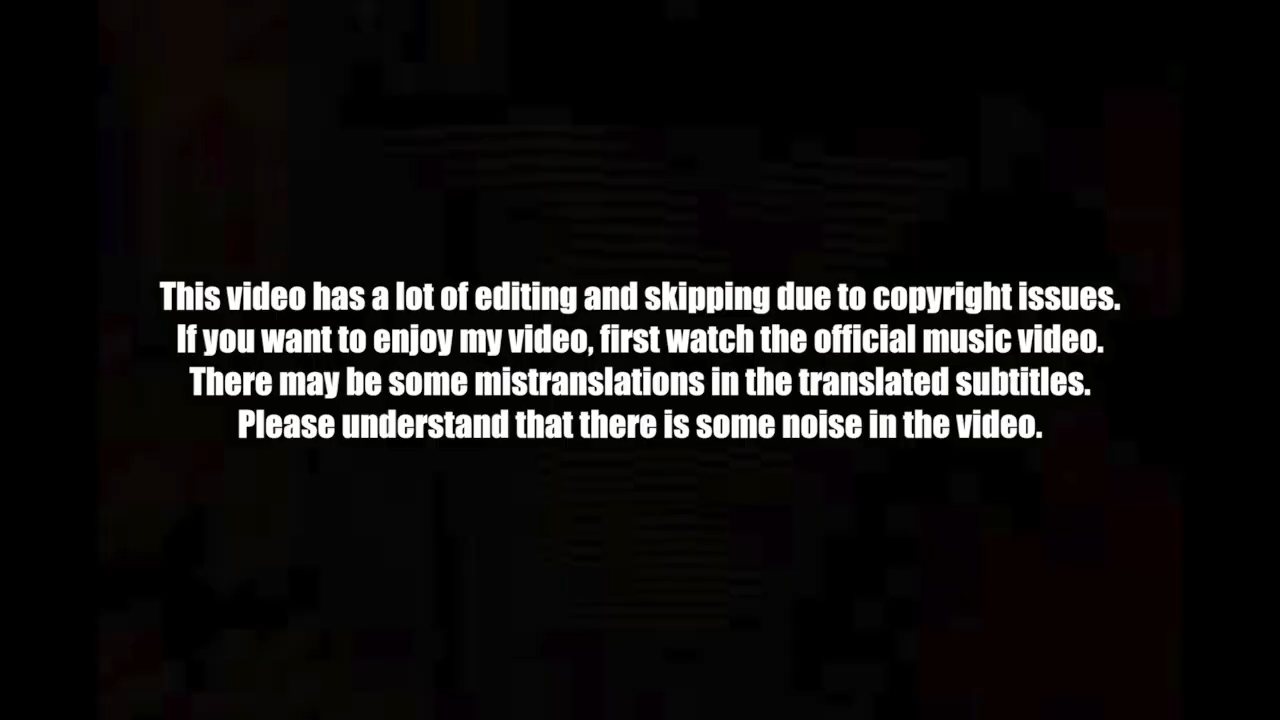 This video has a lot of editing and skipping due to copyright issues.
If you want to enjoy my video, first watch the official music video.
There may be some mistranslations in the translated subtitles.
Please understand that there is some noise in the video.